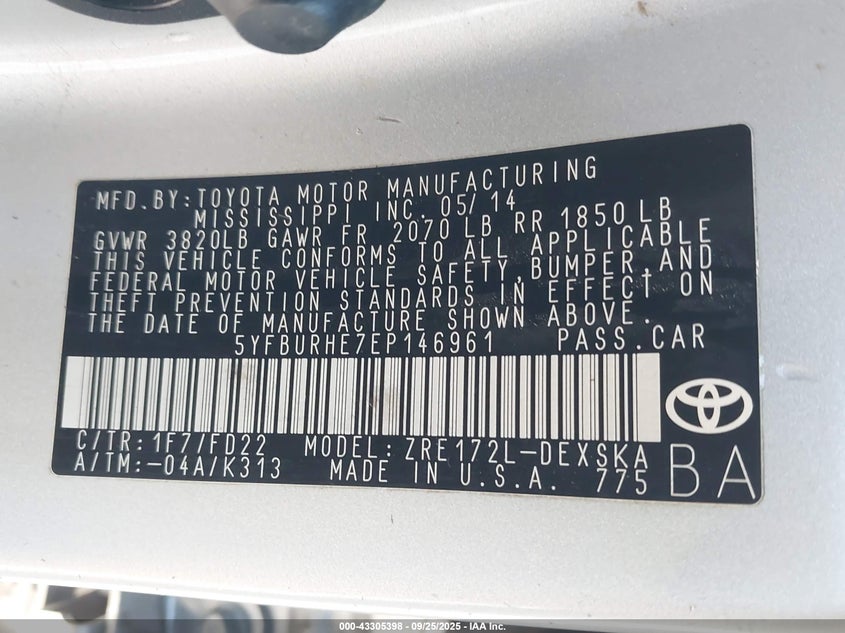 MFD.BY:TOYOTA MOTOR MANUFACTURING
MISSISSIPPI INC. 05/14
GVWR 3820LB GAWR FR 2070 LB RR 1850LB
THIS VEHICLE CONFORMS TO ALL APPLICABLE
FEDERAL MOTOR VEHICLE SAFETY,BUMPER,AND
THEFT PREVENTION STANDARDS IN EFFECT ON
THE DATE OF MANUFACTURE SHOWN ABOVE.
5YFBURHE7EP146961 PASS.CAR
C/TR:1F7/FD22 MODEL:ZRE172L-DEXSKA
A/TM:-04A/K313 MADE IN U.S.A. 775
BA
000-43305398 - 09/25/2025 - IAA Inc.